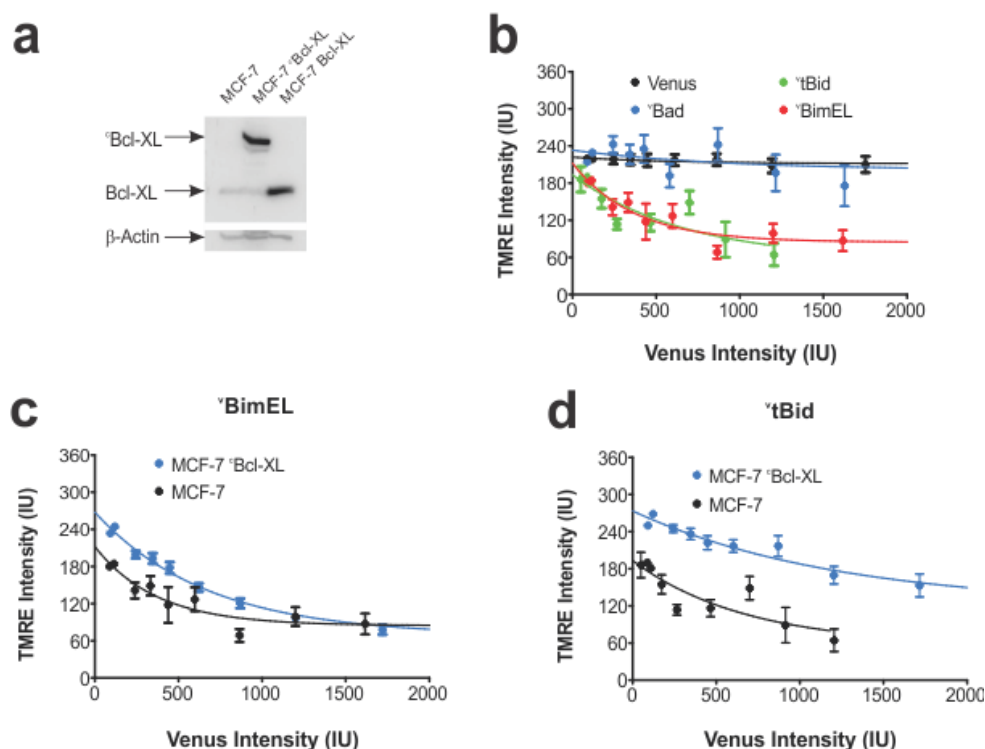 a
MCF-7
MCF-7 ᶜBcl-XL
MCF-7 Bcl-XL
ᶜBcl-XL
Bcl-XL
β-Actin
b
Venus
ᵛtBid
ᵛBad
ᵛBimEL
TMRE Intensity (IU)
360
300
240
180
120
60
0
0 500 1000 1500 2000
Venus Intensity (IU)
c
ᵛBimEL
MCF-7 ᶜBcl-XL
MCF-7
TMRE Intensity (IU)
360
300
240
180
120
60
0
0 500 1000 1500 2000
Venus Intensity (IU)
d
ᵛtBid
MCF-7 ᶜBcl-XL
MCF-7
TMRE Intensity (IU)
360
300
240
180
120
60
0
0 500 1000 1500 2000
Venus Intensity (IU)